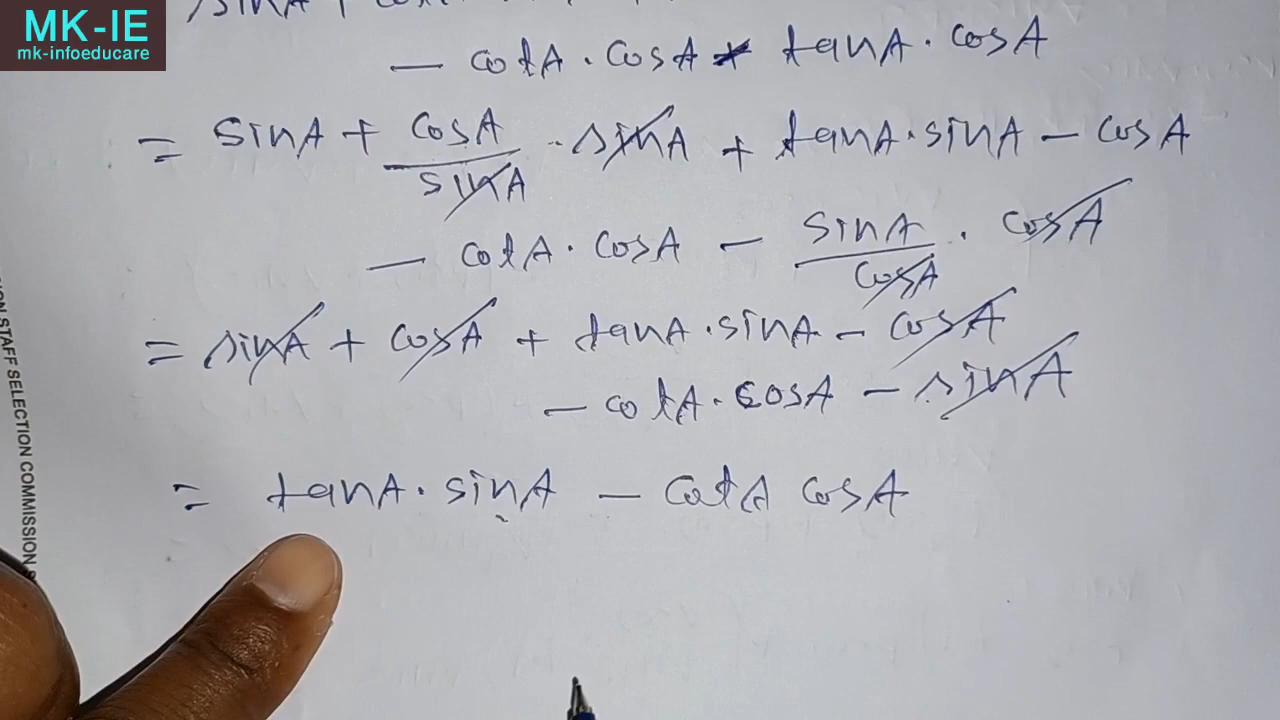 MK-IE
mk-infoeducare
- cotA . cosA - tanA . cosA
= sinA + cosA/sinA . sinA + tanA . sinA - cosA
- cotA . cosA - sinA/cosA . cosA
= sinA + cosA + tanA . sinA - cosA
- cotA . cosA - sinA
= tanA . sinA - cotA cosA
STAFF SELECTION COMMISSION